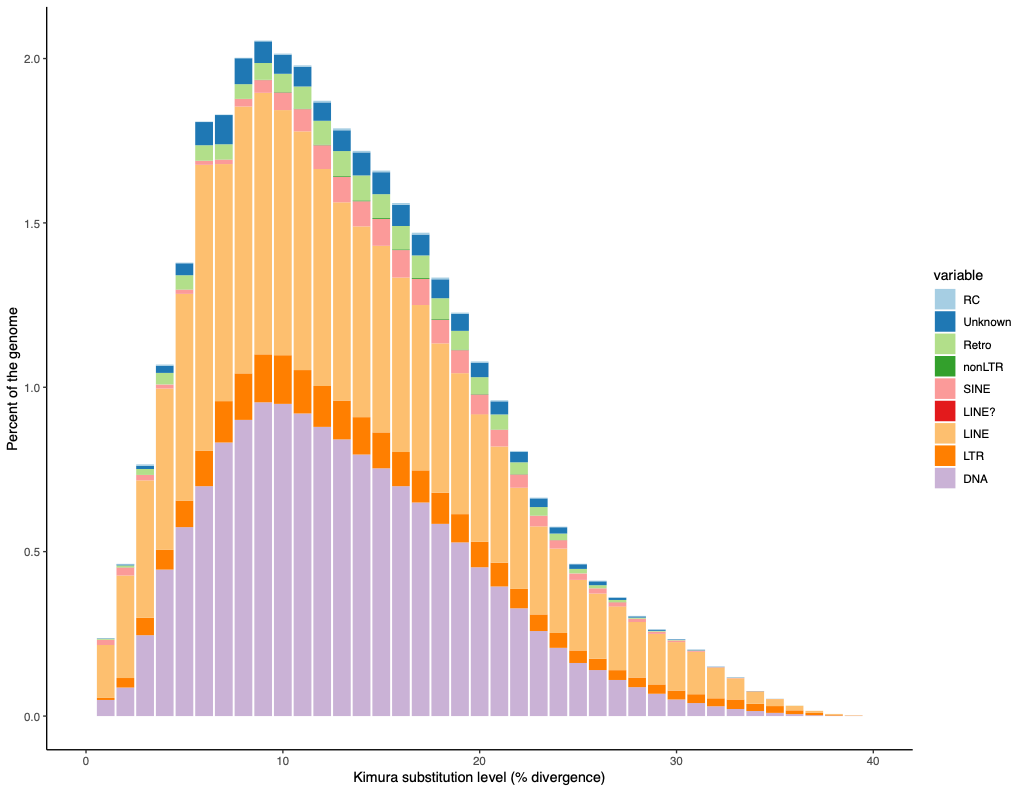 2.0
1.5
1.0
0.5
0.0
Percent of the genome
0
10
20
30
40
Kimura substitution level (% divergence)
variable
RC
Unknown
Retro
nonLTR
SINE
LINE?
LINE
LTR
DNA